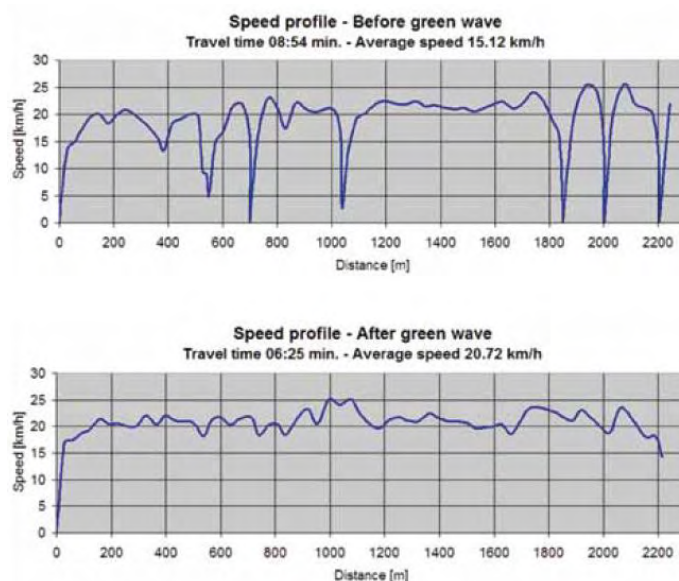 Speed profile - Before green wave
Travel time 08:54 min. - Average speed 15.12 km/h
30
25
20
15
10
5
0
Speed [km/h]
0 200 400 600 800 1000 1200 1400 1600 1800 2000 2200
Distance [m]
Speed profile - After green wave
Travel time 06:25 min. - Average speed 20.72 km/h
30
25
20
15
10
5
0
Speed [km/h]
0 200 400 600 800 1000 1200 1400 1600 1800 2000 2200
Distance [m]